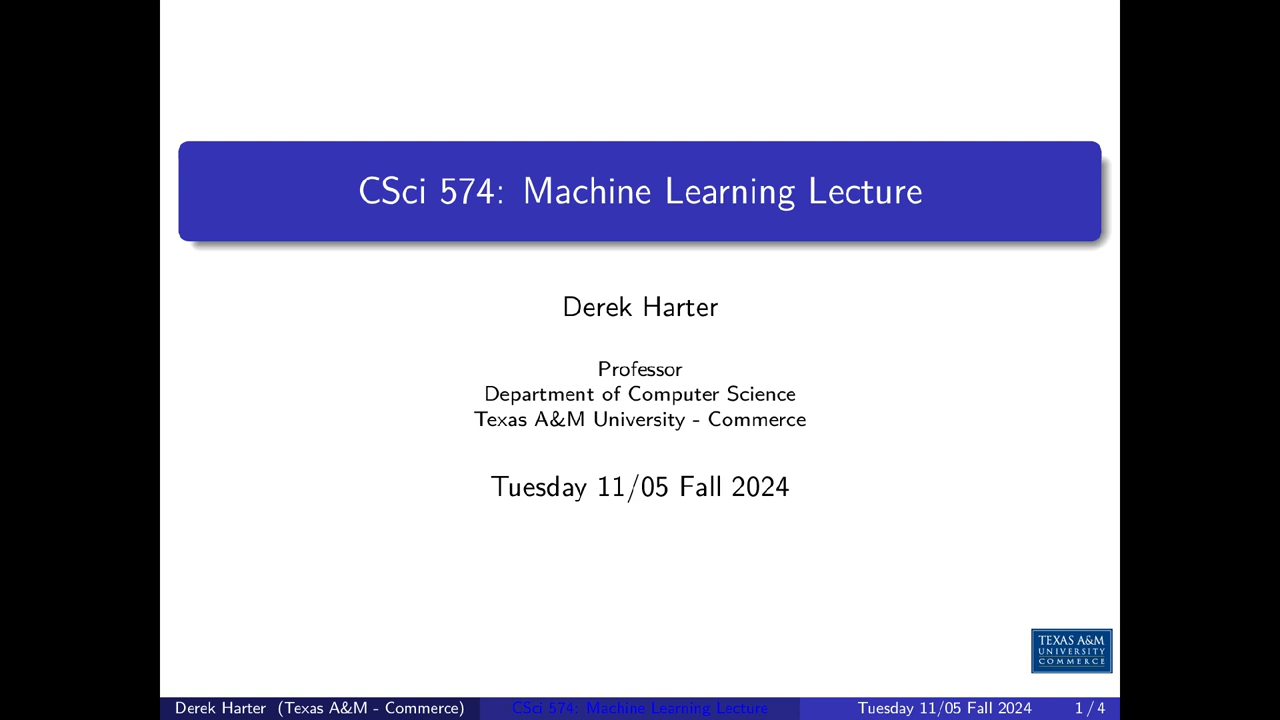 CSci 574: Machine Learning Lecture
Derek Harter
Professor
Department of Computer Science
Texas A&M University - Commerce
Tuesday 11/05 Fall 2024
TEXAS A&M
UNIVERSITY
COMMERCE
Derek Harter (Texas A&M - Commerce) CSci 574: Machine Learning Lecture Tuesday 11/05 Fall 2024 1 / 4